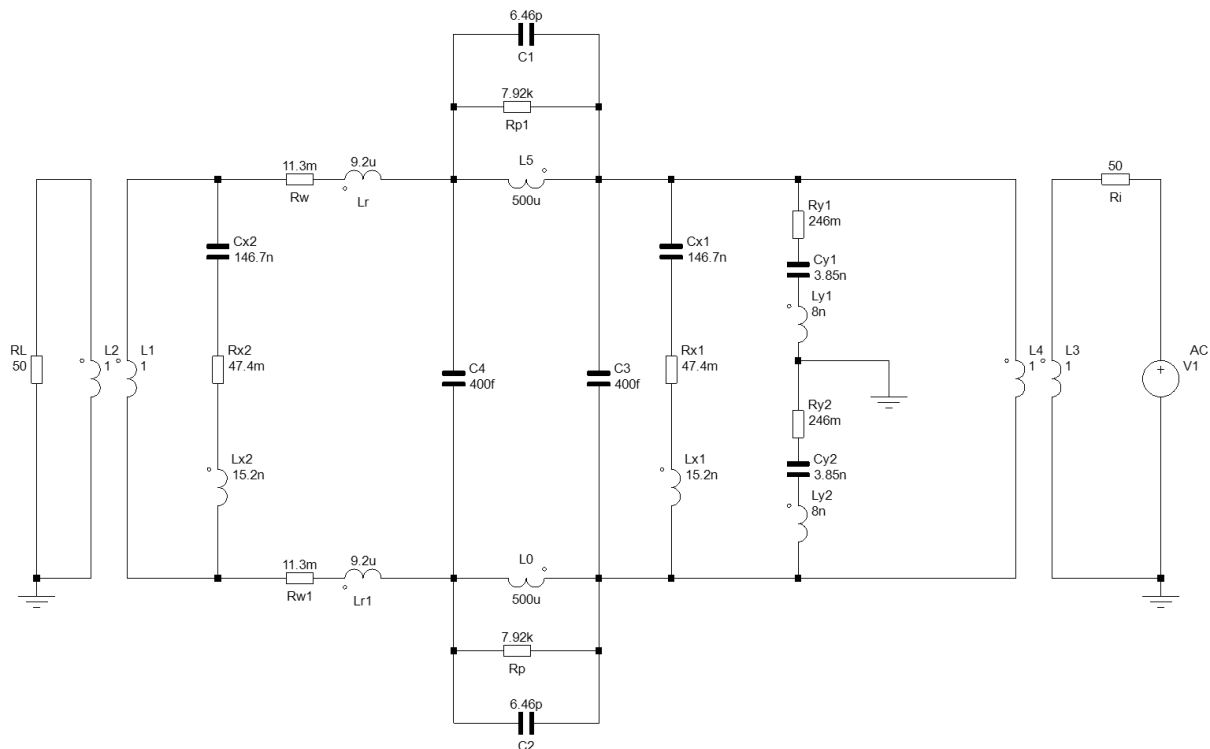 6.46p
C1
7.92k
Rp1
L5
500u
11.3m
Rw
9.2u
Lr
50
Ri
Cx2
146.7n
Cx1
146.7n
Ry1
246m
Cy1
3.85n
Ly1
8n
RL
50
L2
1
L1
1
Rx2
47.4m
C4
400f
C3
400f
Rx1
47.4m
L4
1
L3
1
AC
V1
Ry2
246m
Cy2
3.85n
Ly2
8n
Lx2
15.2n
Lx1
15.2n
11.3m
Rw1
9.2u
Lr1
L0
500u
7.92k
Rp
6.46p
C2